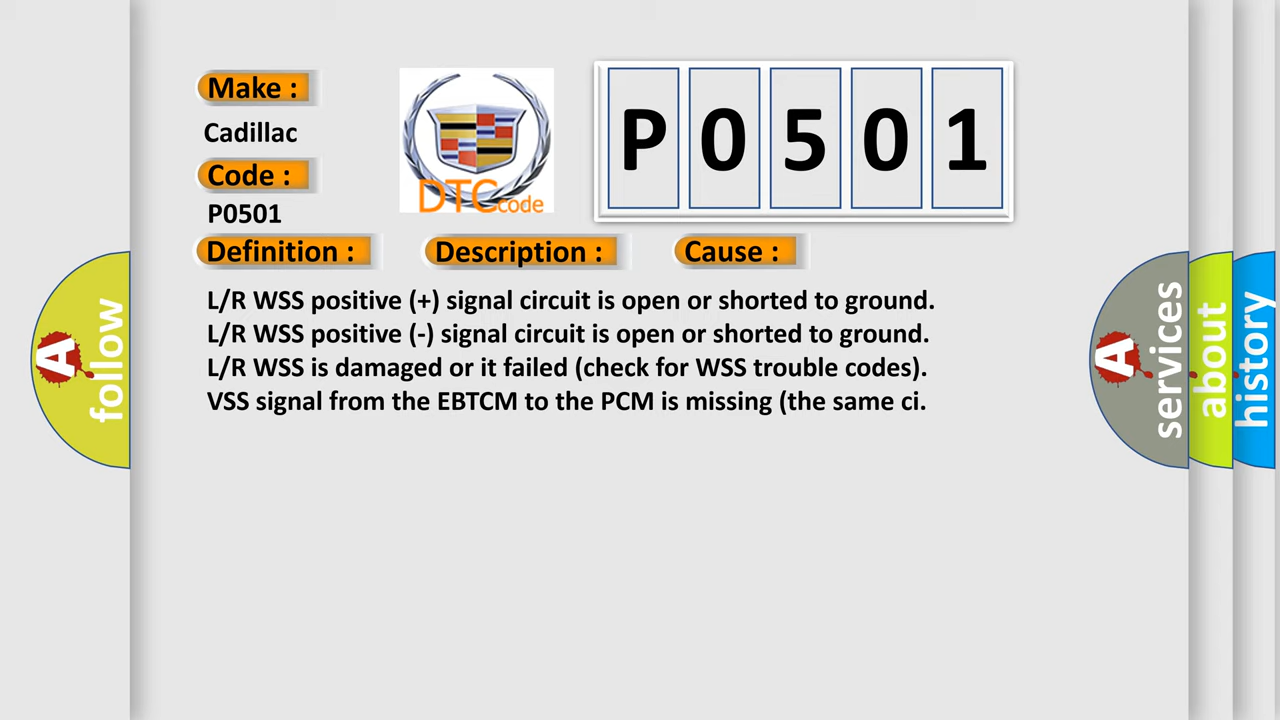 Make :
Cadillac
Code :
P0501
DTC code
P 0 5 0 1
Definition :
Description :
Cause :
L/R WSS positive (+) signal circuit is open or shorted to ground.
L/R WSS positive (-) signal circuit is open or shorted to ground.
L/R WSS is damaged or it failed (check for WSS trouble codes).
VSS signal from the EBTCM to the PCM is missing (the same ci.
A follow
A services
about
history